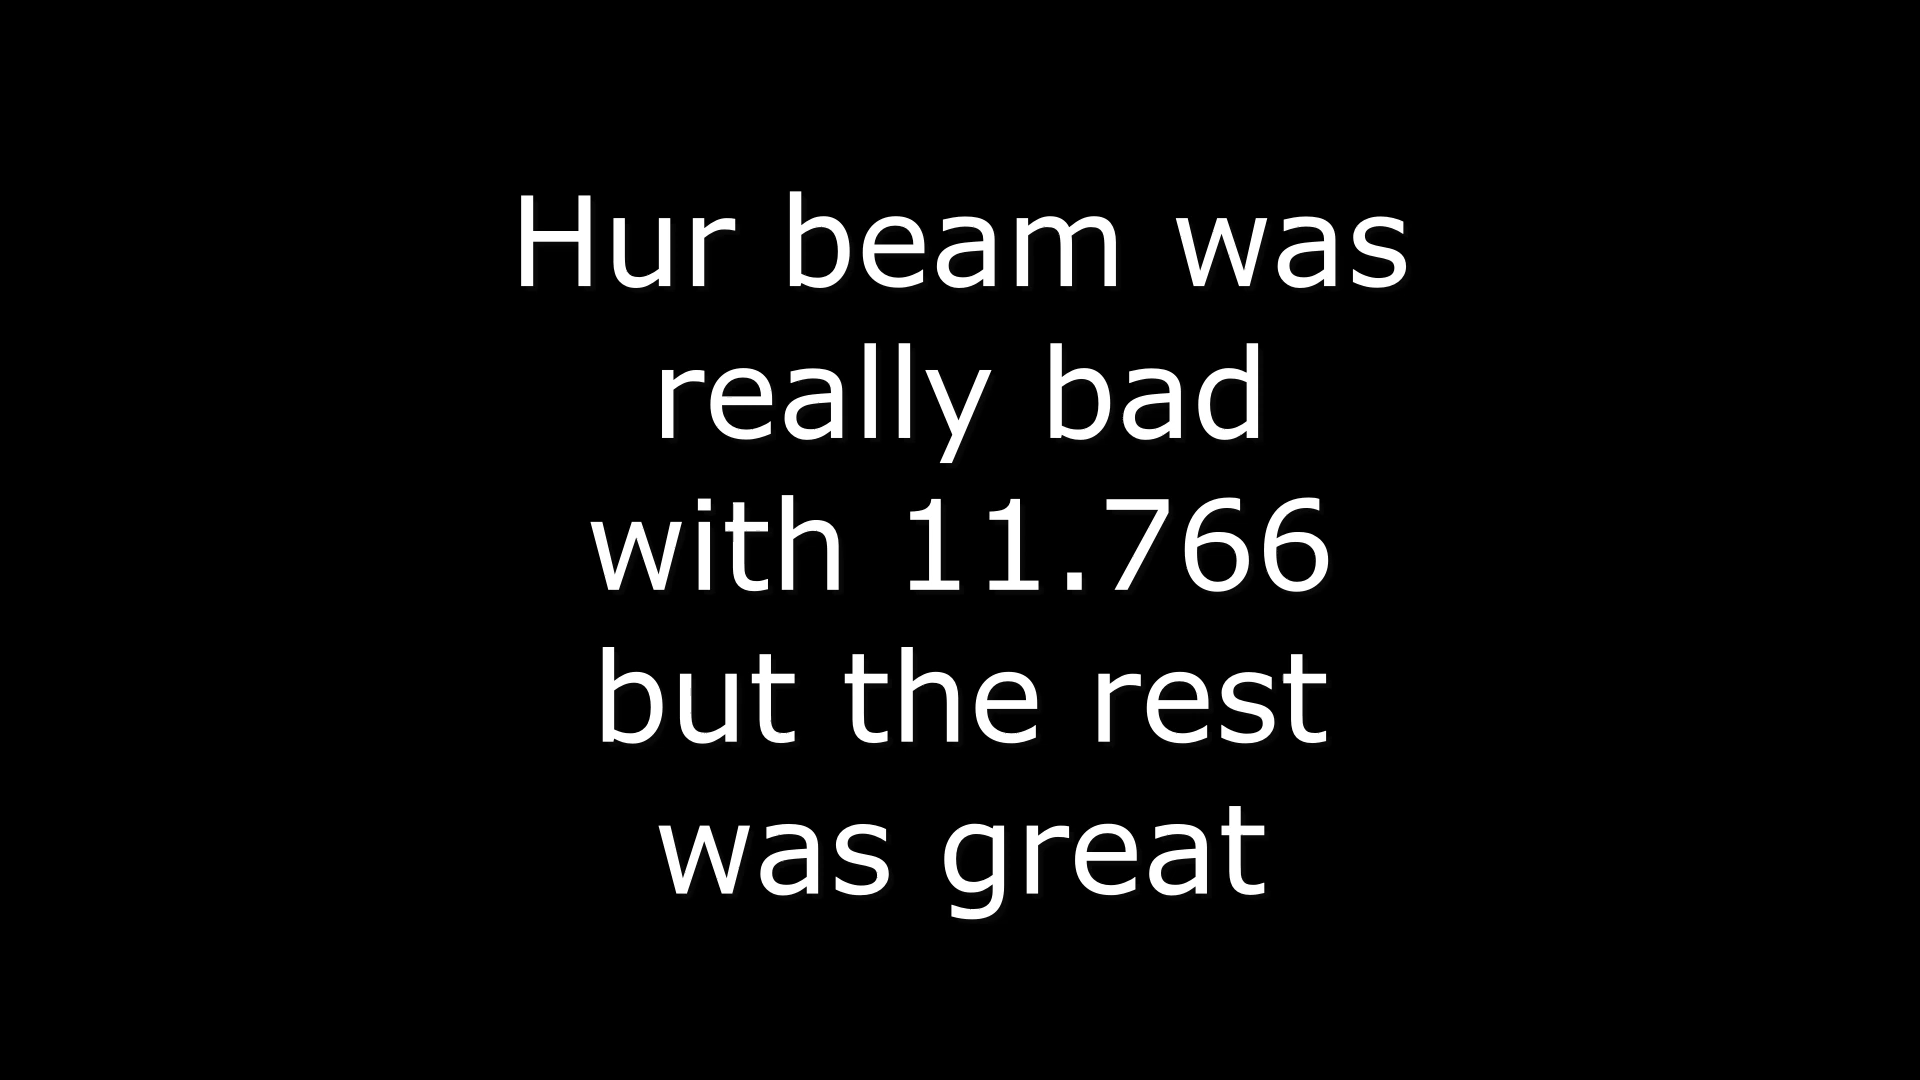 Hur beam was
really bad
with 11.766
but the rest
was great